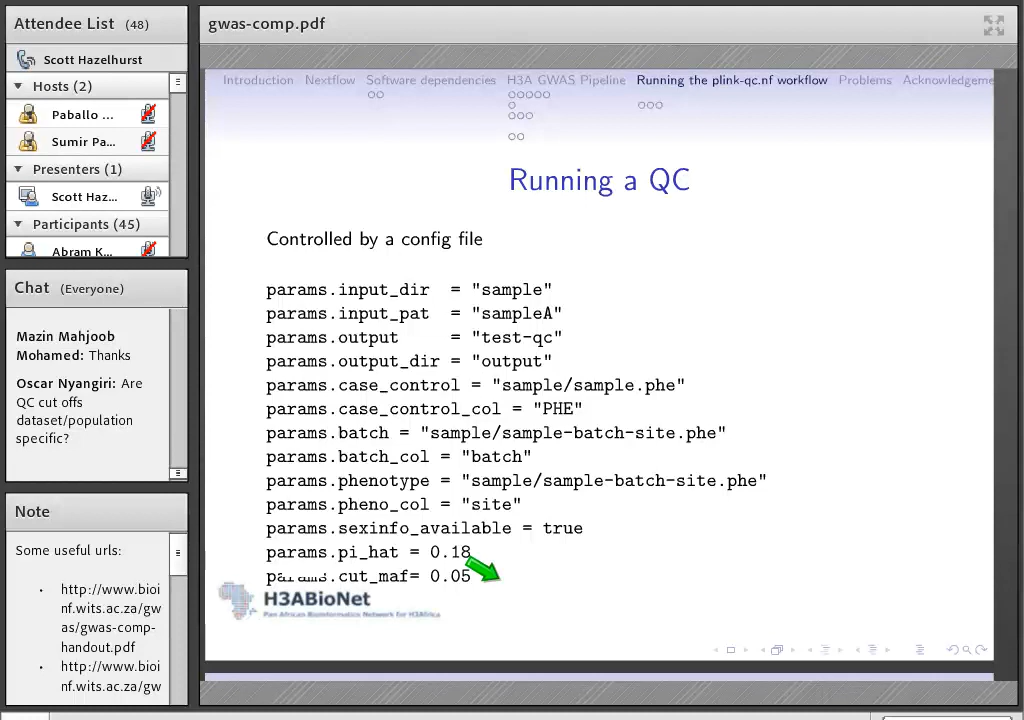 Attendee List (48)
Scott Hazelhurst
Hosts (2)
Paballo ...
Sumir Pa...
Presenters (1)
Scott Haz...
Participants (45)
Abram K...
Chat (Everyone)
Mazin Mahjoob
Mohamed: Thanks
Oscar Nyangiri: Are
QC cut offs
dataset/population
specific?
Note
Some useful urls:
http://www.bioi
nf.wits.ac.za/gw
as/gwas-comp-
handout.pdf
http://www.bioi
nf.wits.ac.za/gw
gwas-comp.pdf
Introduction Nextflow Software dependencies H3A GWAS Pipeline Running the plink-qc.nf workflow Problems Acknowledgeme
Running a QC
Controlled by a config file
params.input_dir = "sample"
params.input_pat = "sampleA"
params.output = "test-qc"
params.output_dir = "output"
params.case_control = "sample/sample.phe"
params.case_control_col = "PHE"
params.batch = "sample/sample-batch-site.phe"
params.batch_col = "batch"
params.phenotype = "sample/sample-batch-site.phe"
params.pheno_col = "site"
params.sexinfo_available = true
params.pi_hat = 0.18
params.cut_maf= 0.05
H3ABioNet
Pan African Bioinformatics Network for H3Africa